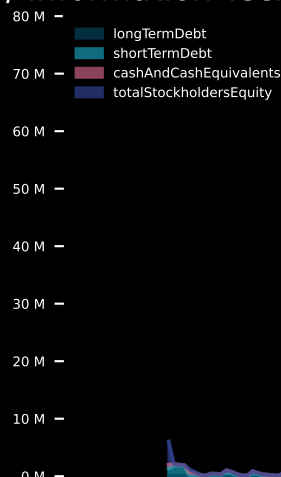 80 M
longTermDebt
shortTermDebt
70 M
cashAndCashEquivalents
totalStockholdersEquity
60 M
50 M
40 M
30 M
20 M
10 M
0 M